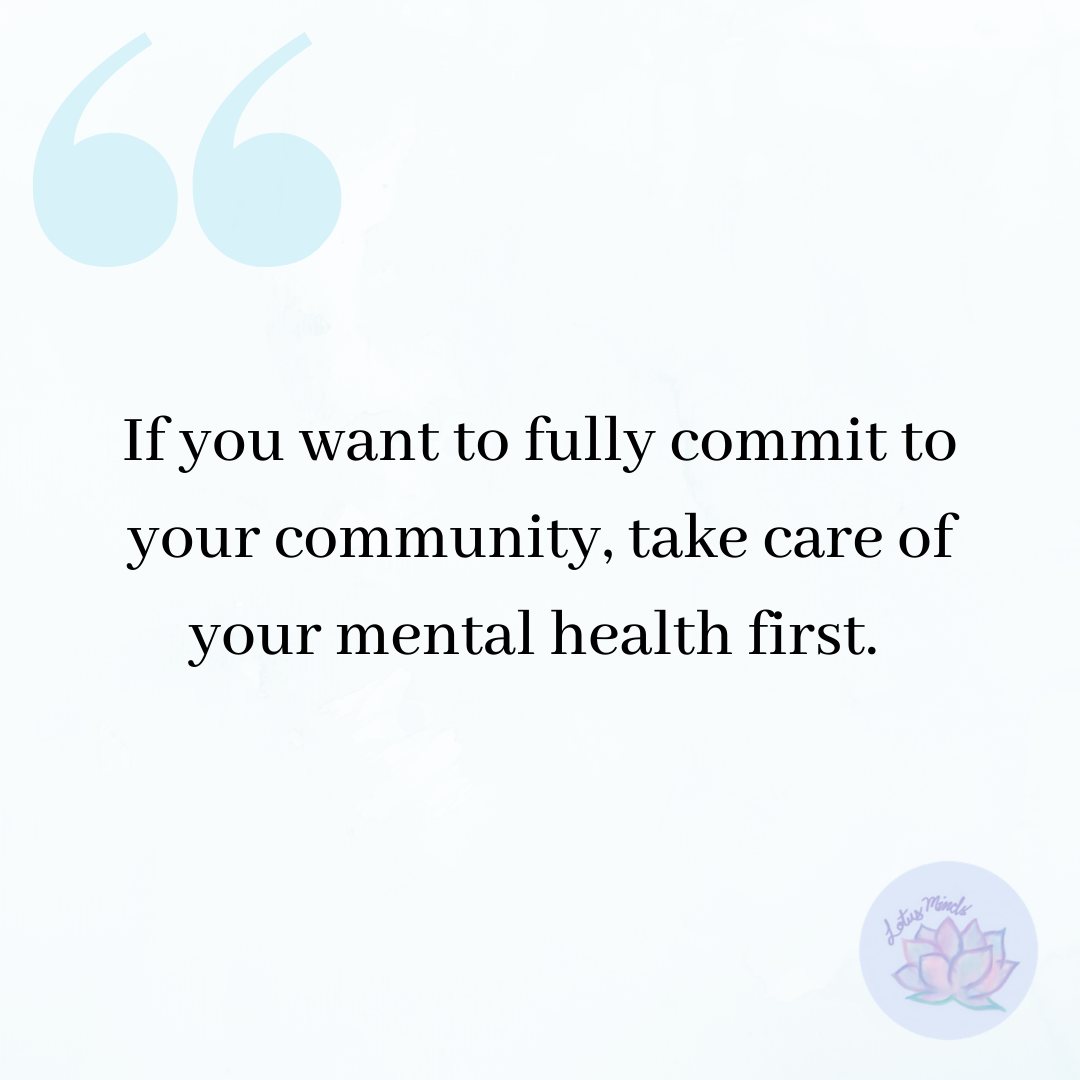 If you want to fully commit to
your community, take care of
your mental health first.
Lotus Minds